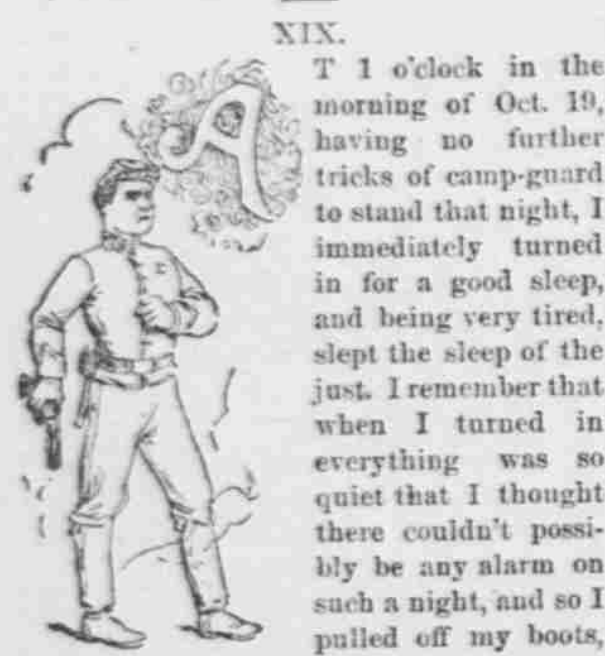 XIX.
AT 1 o'clock in the
morning of Oct. 19,
having no further
tricks of camp-guard
to stand that night, I
immediately turned
in for a good sleep,
and being very tired,
slept the sleep of the
just. I remember that
when I turned in
everything was so
quiet that I thought
there couldn't possi-
bly be any alarm on
such a night, and so I
pulled off my boots,